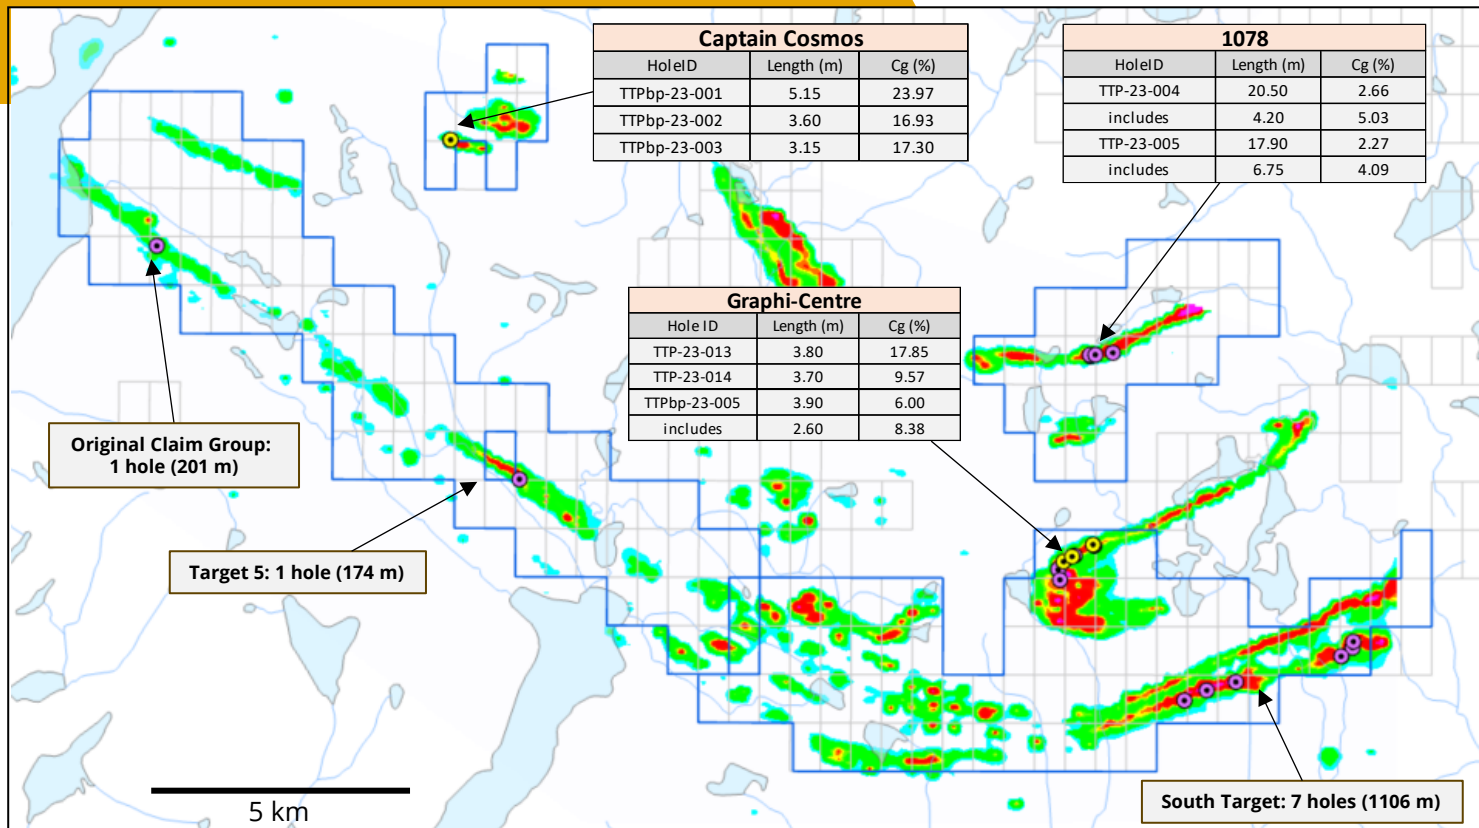 Captain Cosmos
HoleID Length (m) Cg (%)
TTPbp-23-001 5.15 23.97
TTPbp-23-002 3.60 16.93
TTPbp-23-003 3.15 17.30
1078
HoleID Length (m) Cg (%)
TTP-23-004 20.50 2.66
includes 4.20 5.03
TTP-23-005 17.90 2.27
includes 6.75 4.09
Graphi-Centre
Hole ID Length (m) Cg (%)
TTP-23-013 3.80 17.85
TTP-23-014 3.70 9.57
TTPbp-23-005 3.90 6.00
includes 2.60 8.38
Original Claim Group:
1 hole (201 m)
Target 5: 1 hole (174 m)
South Target: 7 holes (1106 m)
5 km